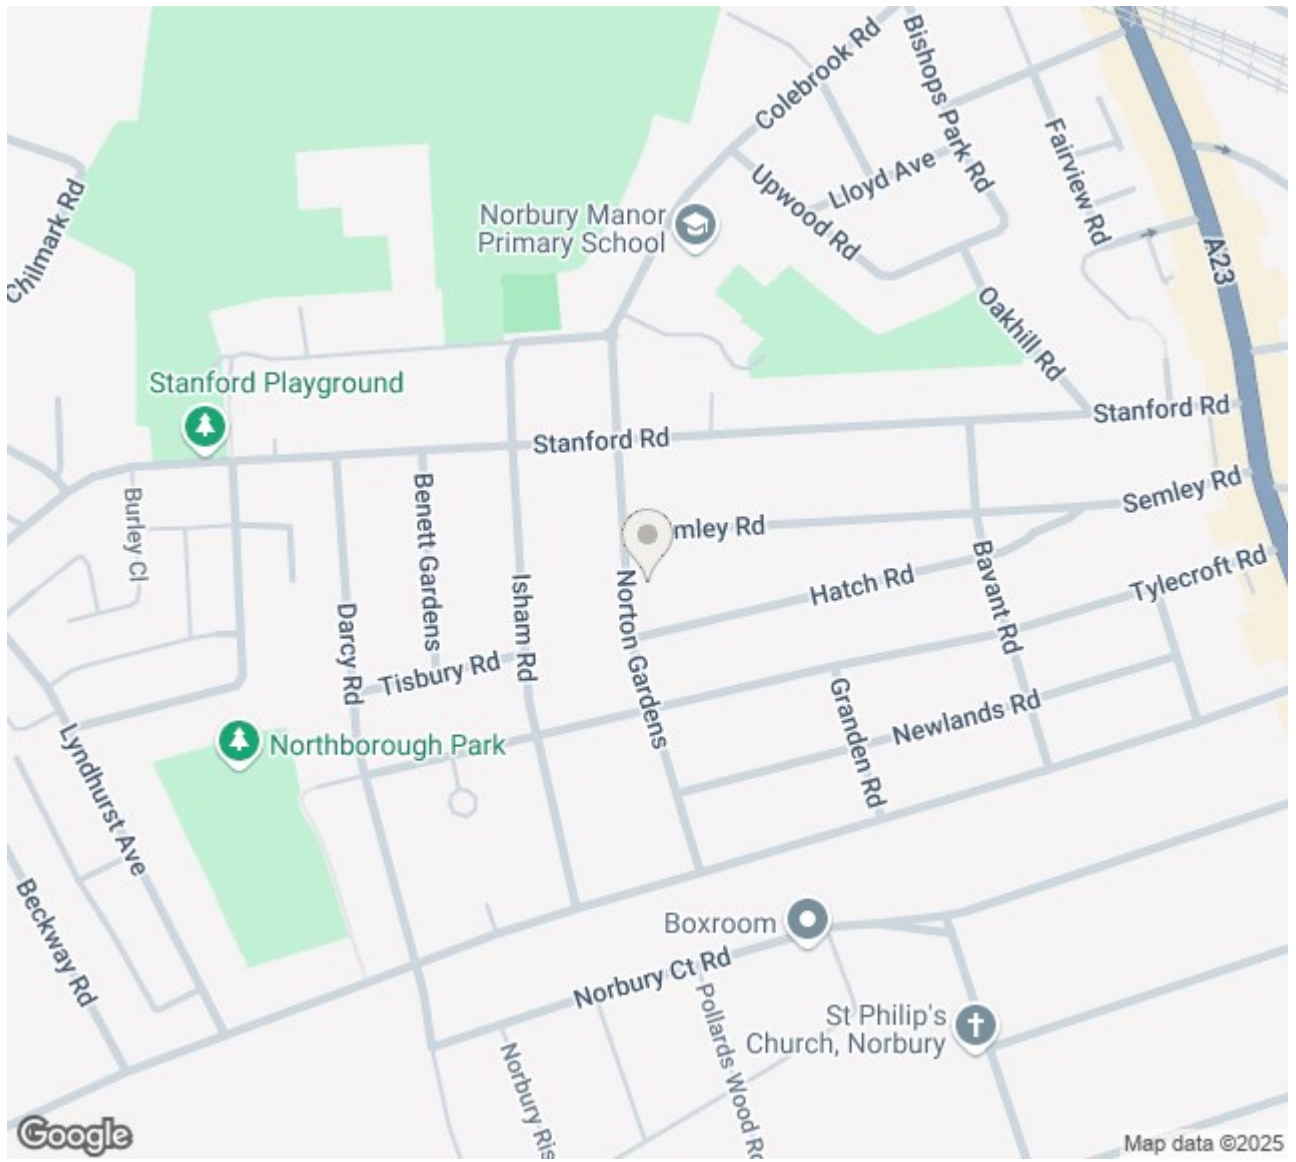 Colebrook Rd
Bishops Park Rd
Fairview Rd
Lloyd Ave
Upwood Rd
Chilmark Rd
Norbury Manor
Primary School
A23
Oakhill Rd
Stanford Playground
Stanford Rd
Stanford Rd
Burley Cl
Benett Gardens
Semley Rd
mley Rd
Isham Rd
Norton Gardens
Hatch Rd
Bavant Rd
Tylecroft Rd
Darcy Rd
Tisbury Rd
Granden Rd
Newlands Rd
Northborough Park
Lyndhurst Ave
Beckway Rd
Boxroom
Norbury Ct Rd
Pollards Wood Rd
St Philip's
Church, Norbury
Norbury Ris
Google
Map data ©2025